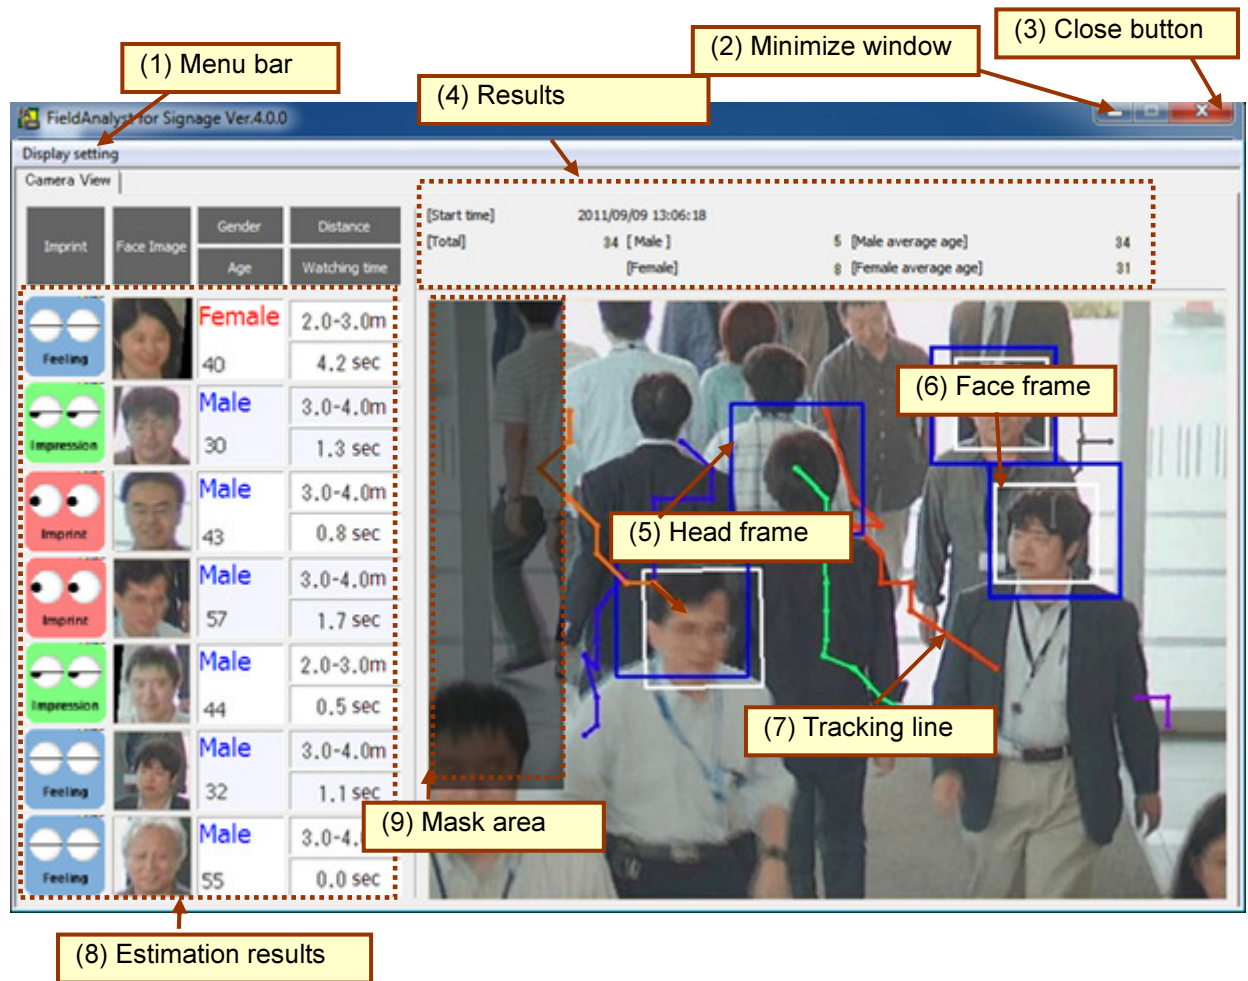 (3) Close button
(2) Minimize window
(1) Menu bar
(4) Results
FieldAnalyst for Signage Ver.4.0.0
Display setting
Camera View
Imprint
Face Image
Gender
Distance
Age
Watching time
[Start time] 2011/09/09 13:06:18
[Total] 34 [ Male ] 5 [Male average age] 34
[Female] 8 [Female average age] 31
Feeling
Female
40
2.0-3.0m
4.2 sec
Impression
Male
30
3.0-4.0m
1.3 sec
Imprint
Male
43
3.0-4.0m
0.8 sec
Imprint
Male
57
3.0-4.0m
1.7 sec
Impression
Male
44
2.0-3.0m
0.5 sec
Feeling
Male
32
3.0-4.0m
1.1 sec
Feeling
Male
55
3.0-4.
0.0 sec
(6) Face frame
(5) Head frame
(7) Tracking line
(9) Mask area
(8) Estimation results